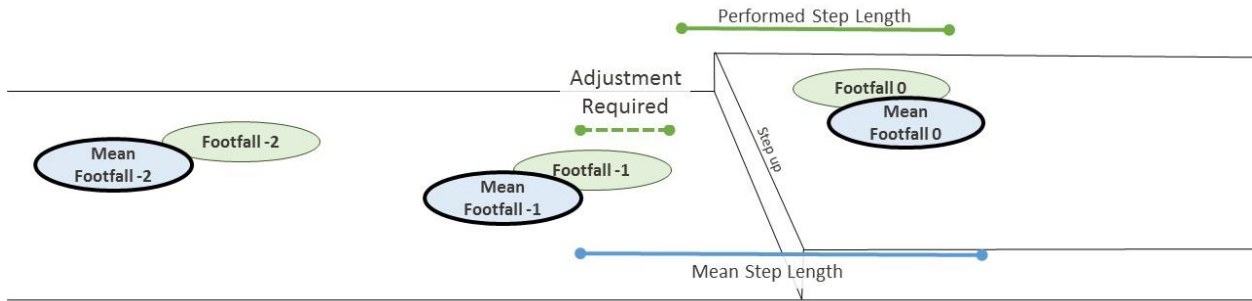 Performed Step Length
Adjustment
Required
Footfall 0
Mean
Footfall 0
Footfall -2
Mean
Footfall -2
Step up
Footfall -1
Mean
Footfall -1
Mean Step Length